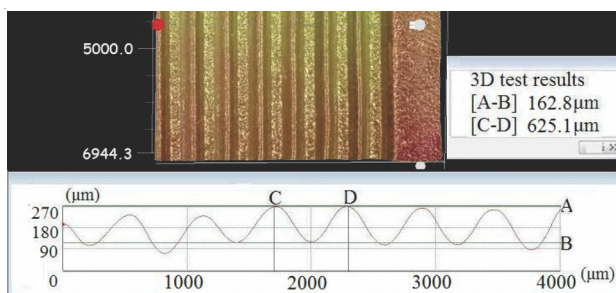 5000.0
6944.3
3D test results
[A-B] 162.8μm
[C-D] 625.1μm
(μm)
C D
270 A
180
B
90
0 1000 2000 3000 4000 (μm)